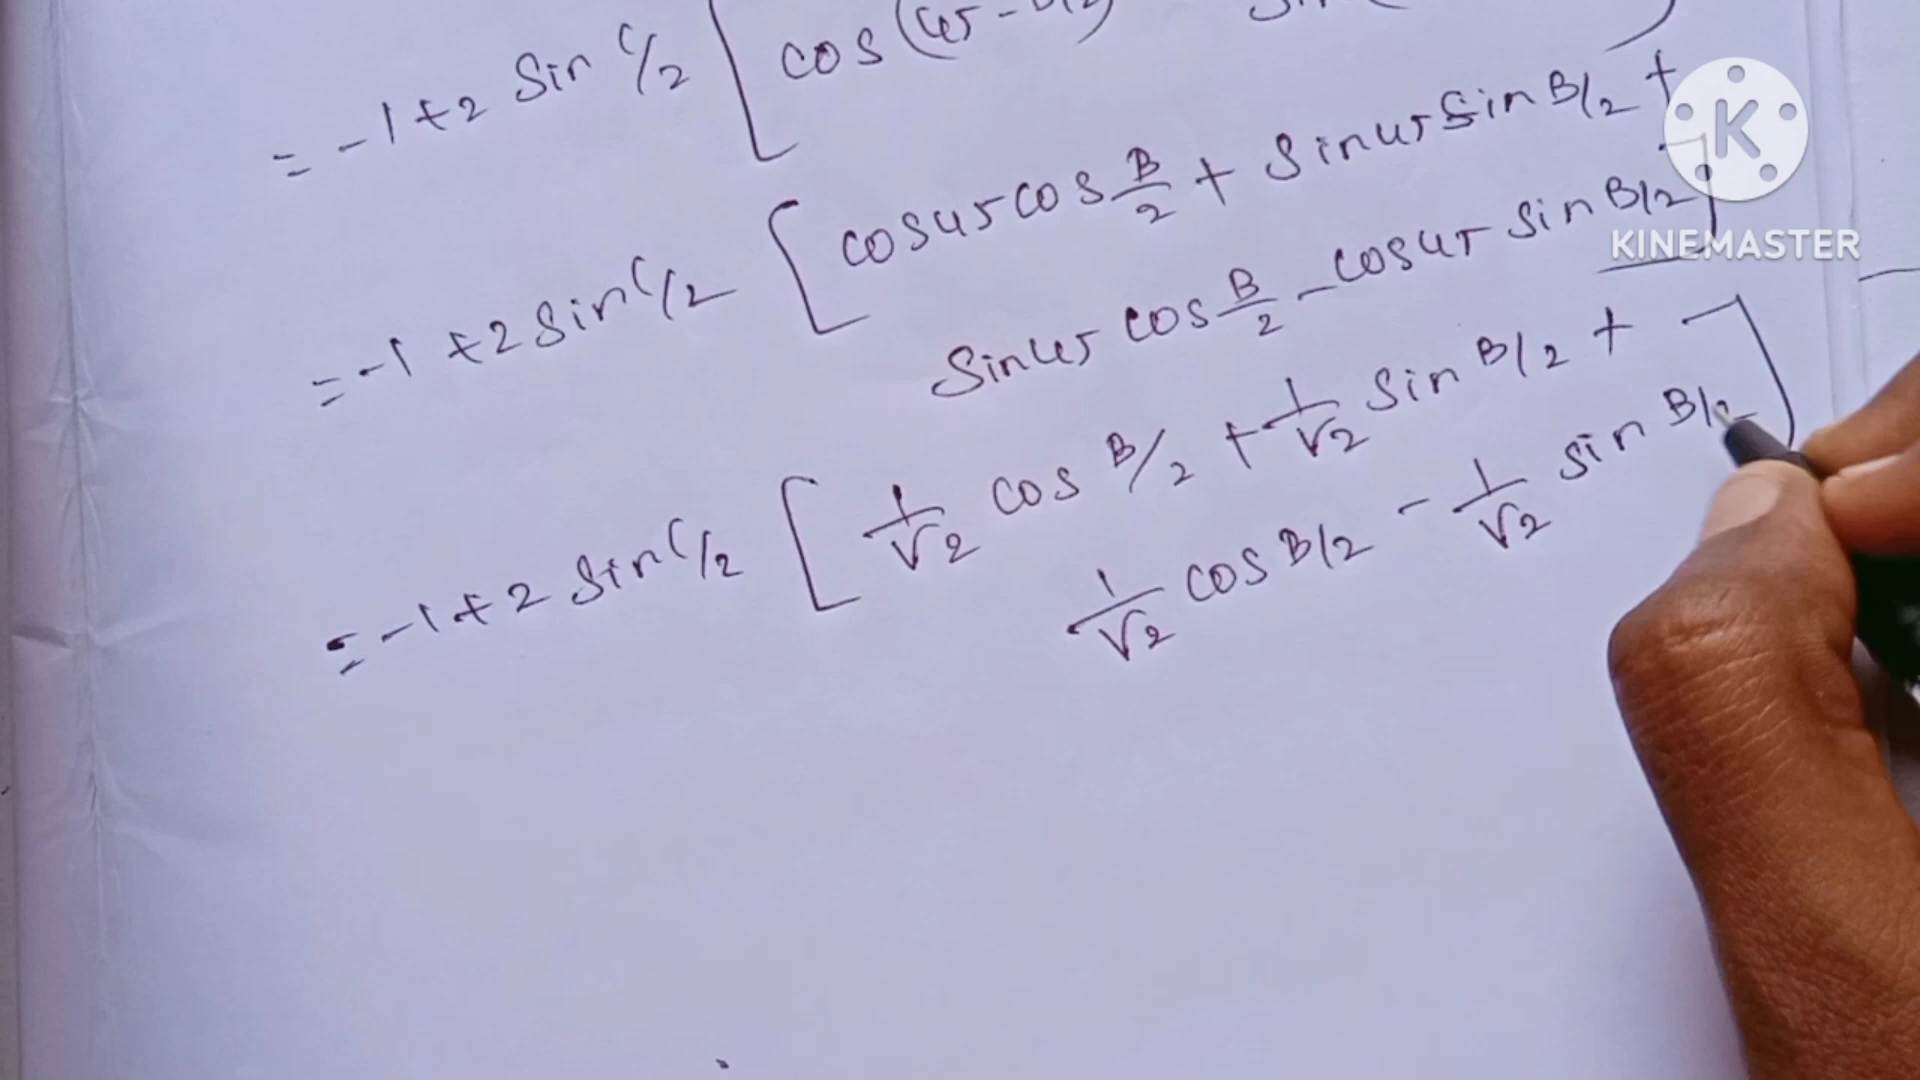 = -1+2 Sin C/2 [ cos (45-B/2) Sin
= -1 +2 Sin C/2 [ cos45 cos B/2 + Sin45 Sin B/2 +
Sin45 cos B/2 - cos45 Sin B/2 ]
= -1+2 Sin C/2 [ 1/√2 cos B/2 + 1/√2 Sin B/2 +
1/√2 cos B/2 - 1/√2 Sin B/2 ]
K
KINEMASTER